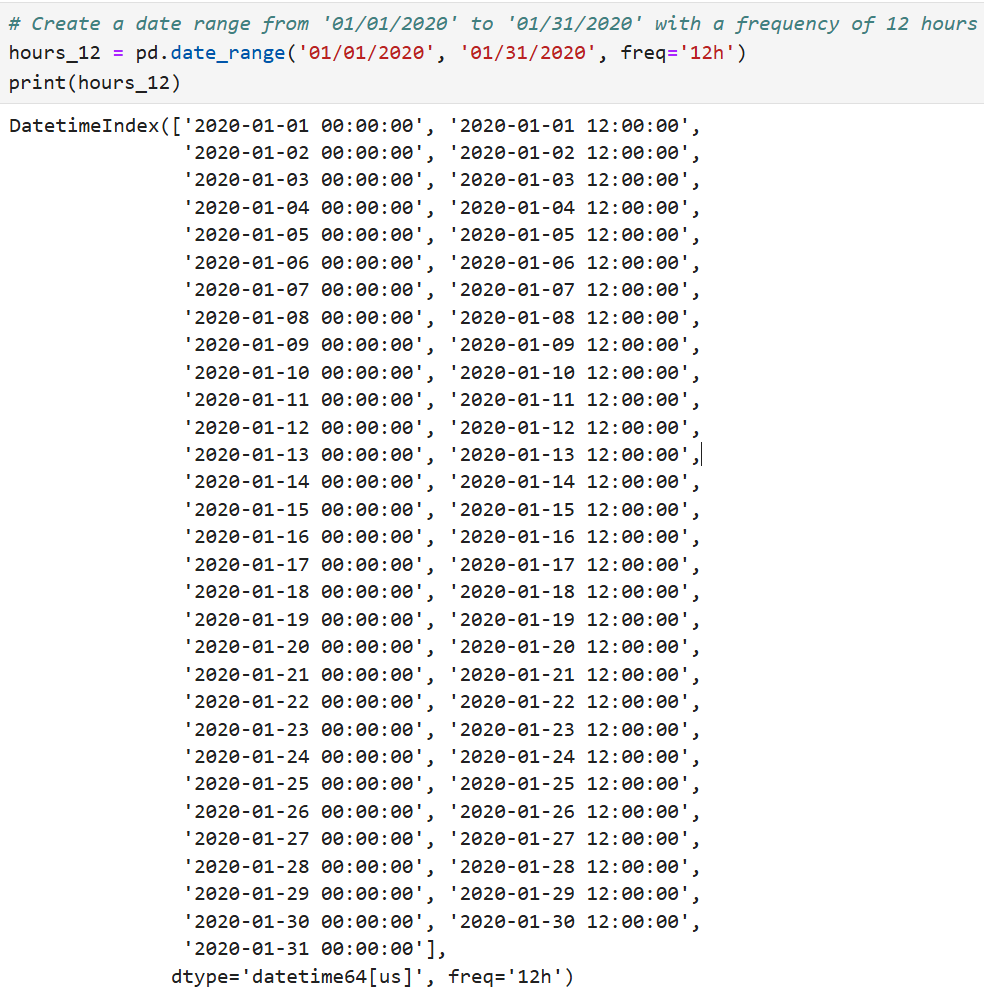 # Create a date range from '01/01/2020' to '01/31/2020' with a frequency of 12 hours
hours_12 = pd.date_range('01/01/2020', '01/31/2020', freq='12h')
print(hours_12)
DatetimeIndex(['2020-01-01 00:00:00', '2020-01-01 12:00:00',
'2020-01-02 00:00:00', '2020-01-02 12:00:00',
'2020-01-03 00:00:00', '2020-01-03 12:00:00',
'2020-01-04 00:00:00', '2020-01-04 12:00:00',
'2020-01-05 00:00:00', '2020-01-05 12:00:00',
'2020-01-06 00:00:00', '2020-01-06 12:00:00',
'2020-01-07 00:00:00', '2020-01-07 12:00:00',
'2020-01-08 00:00:00', '2020-01-08 12:00:00',
'2020-01-09 00:00:00', '2020-01-09 12:00:00',
'2020-01-10 00:00:00', '2020-01-10 12:00:00',
'2020-01-11 00:00:00', '2020-01-11 12:00:00',
'2020-01-12 00:00:00', '2020-01-12 12:00:00',
'2020-01-13 00:00:00', '2020-01-13 12:00:00',
'2020-01-14 00:00:00', '2020-01-14 12:00:00',
'2020-01-15 00:00:00', '2020-01-15 12:00:00',
'2020-01-16 00:00:00', '2020-01-16 12:00:00',
'2020-01-17 00:00:00', '2020-01-17 12:00:00',
'2020-01-18 00:00:00', '2020-01-18 12:00:00',
'2020-01-19 00:00:00', '2020-01-19 12:00:00',
'2020-01-20 00:00:00', '2020-01-20 12:00:00',
'2020-01-21 00:00:00', '2020-01-21 12:00:00',
'2020-01-22 00:00:00', '2020-01-22 12:00:00',
'2020-01-23 00:00:00', '2020-01-23 12:00:00',
'2020-01-24 00:00:00', '2020-01-24 12:00:00',
'2020-01-25 00:00:00', '2020-01-25 12:00:00',
'2020-01-26 00:00:00', '2020-01-26 12:00:00',
'2020-01-27 00:00:00', '2020-01-27 12:00:00',
'2020-01-28 00:00:00', '2020-01-28 12:00:00',
'2020-01-29 00:00:00', '2020-01-29 12:00:00',
'2020-01-30 00:00:00', '2020-01-30 12:00:00',
'2020-01-31 00:00:00'],
dtype='datetime64[us]', freq='12h')